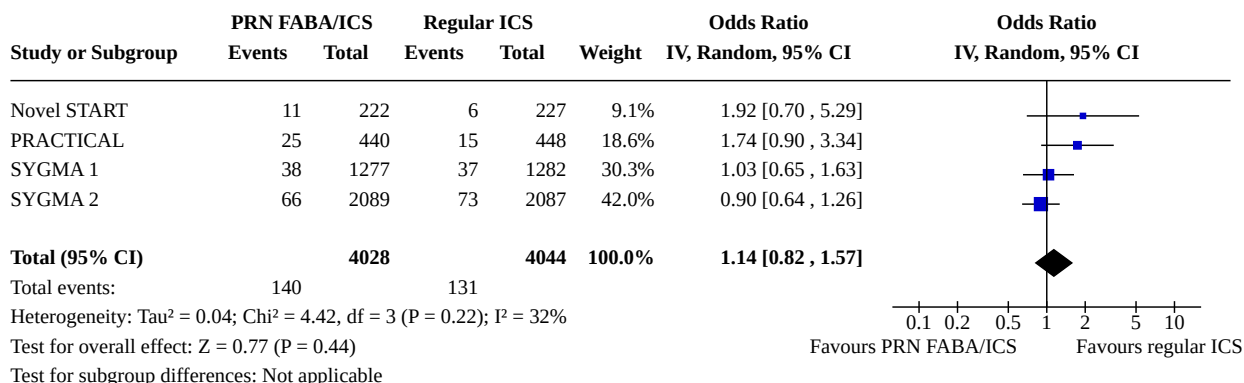 PRN FABA/ICS Regular ICS Odds Ratio Odds Ratio
Study or Subgroup Events Total Events Total Weight IV, Random, 95% CI IV, Random, 95% CI
Novel START 11 222 6 227 9.1% 1.92 [0.70 , 5.29]
PRACTICAL 25 440 15 448 18.6% 1.74 [0.90 , 3.34]
SYGMA 1 38 1277 37 1282 30.3% 1.03 [0.65 , 1.63]
SYGMA 2 66 2089 73 2087 42.0% 0.90 [0.64 , 1.26]
Total (95% CI) 4028 4044 100.0% 1.14 [0.82 , 1.57]
Total events: 140 131
Heterogeneity: Tau² = 0.04; Chi² = 4.42, df = 3 (P = 0.22); I² = 32%
0.1 0.2 0.5 1 2 5 10
Test for overall effect: Z = 0.77 (P = 0.44) Favours PRN FABA/ICS Favours regular ICS
Test for subgroup differences: Not applicable